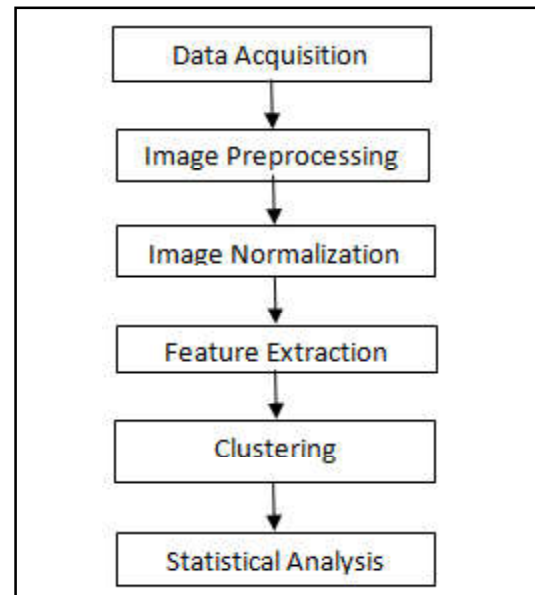 Data Acquisition
Image Preprocessing
Image Normalization
Feature Extraction
Clustering
Statistical Analysis